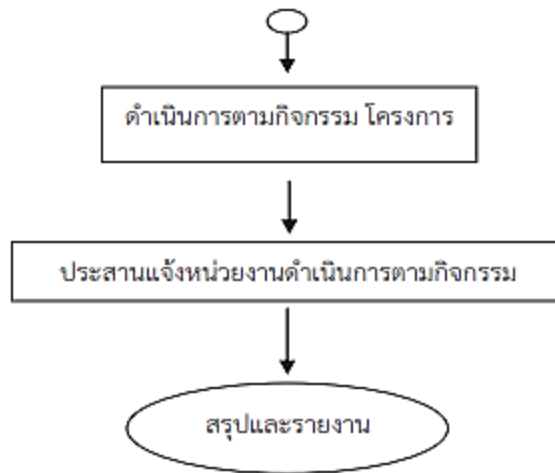 ดำเนินการตามกิจกรรม โครงการ
ประสานแจ้งหน่วยงานดำเนินการตามกิจกรรม
สรุปและรายงาน